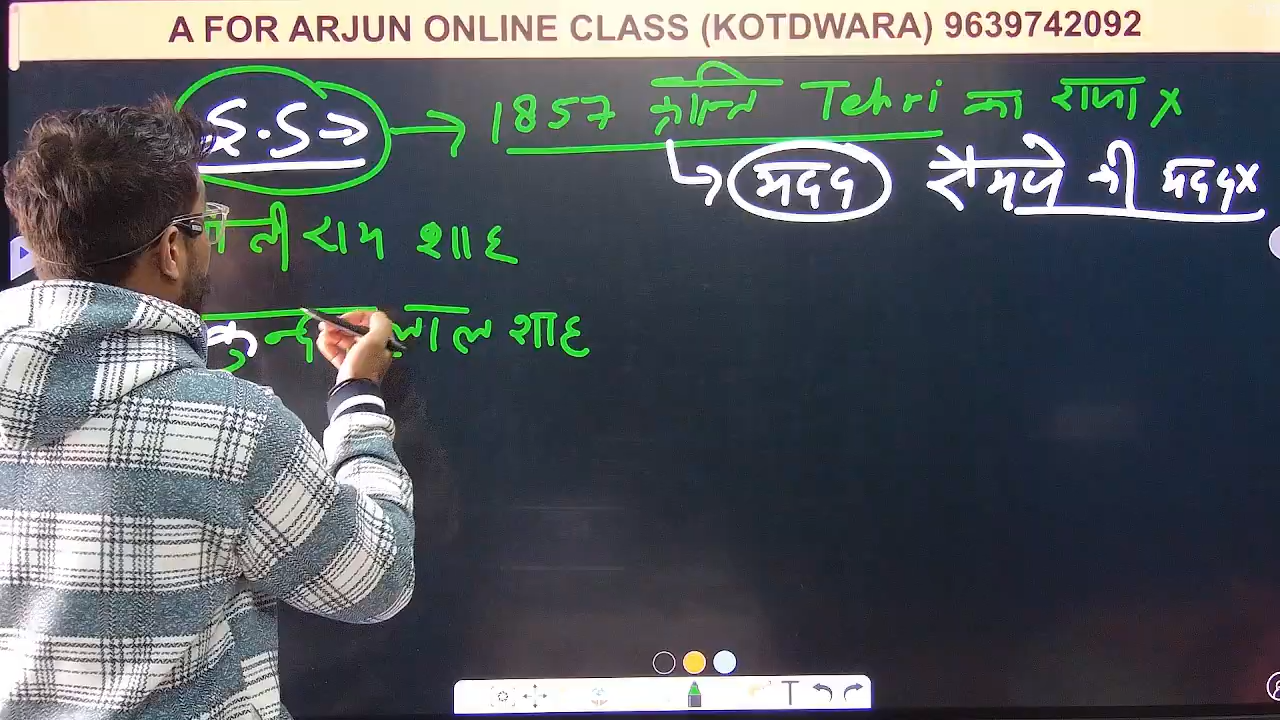 A FOR ARJUN ONLINE CLASS (KOTDWARA) 9639742092
1857 क्रान्ति Tehri का राजा x
मदद रैमजे की मदद x
राम शाह
लाल शाह
T